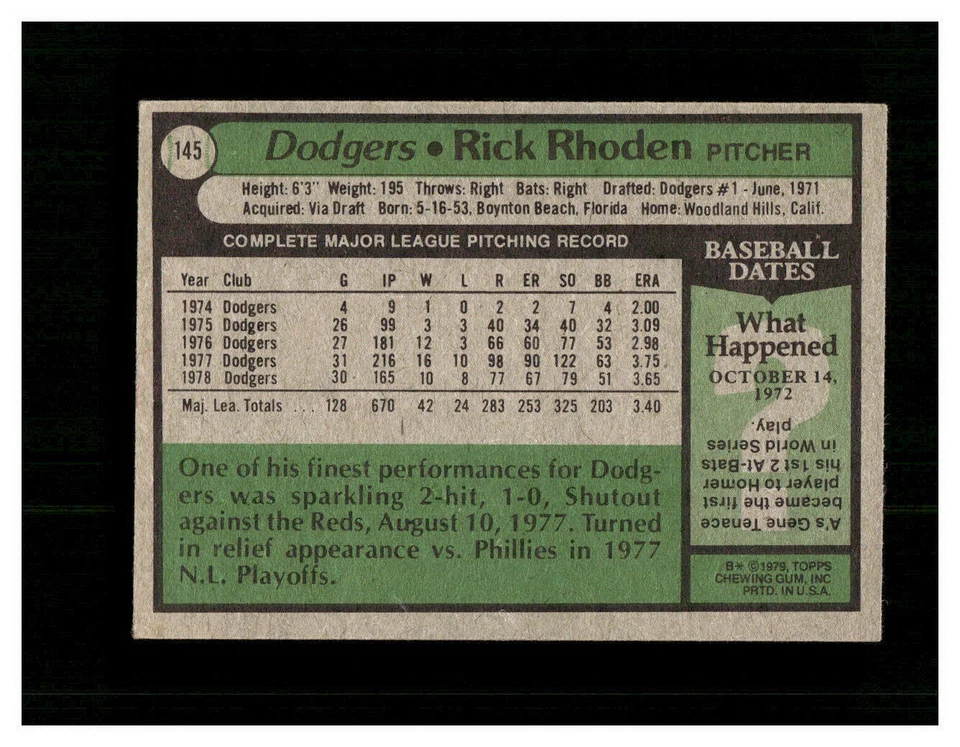 145
Dodgers • Rick Rhoden PITCHER
Height: 6'3" Weight: 195 Throws: Right Bats: Right Drafted: Dodgers #1 - June, 1971
Acquired: Via Draft Born: 5-16-53, Boynton Beach, Florida Home: Woodland Hills, Calif.
COMPLETE MAJOR LEAGUE PITCHING RECORD
Year Club G IP W L R ER SO BB ERA
1974 Dodgers 4 9 1 0 2 2 7 4 2.00
1975 Dodgers 26 99 3 3 40 34 40 32 3.09
1976 Dodgers 27 181 12 3 66 60 77 53 2.98
1977 Dodgers 31 216 16 10 98 90 122 63 3.75
1978 Dodgers 30 165 10 8 77 67 79 51 3.65
Maj. Lea. Totals ... 128 670 42 24 283 253 325 203 3.40
One of his finest performances for Dodg-
ers was sparkling 2-hit, 1-0, Shutout
against the Reds, August 10, 1977. Turned
in relief appearance vs. Phillies in 1977
N.L. Playoffs.
BASEBALL
DATES
What
Happened
OCTOBER 14,
1972
A's Gene Tenace
became the first
player to Homer
his 1st 2 At-Bats
in World Series
play.
B* ©1979, TOPPS
CHEWING GUM, INC
PRTD. IN U.S.A.